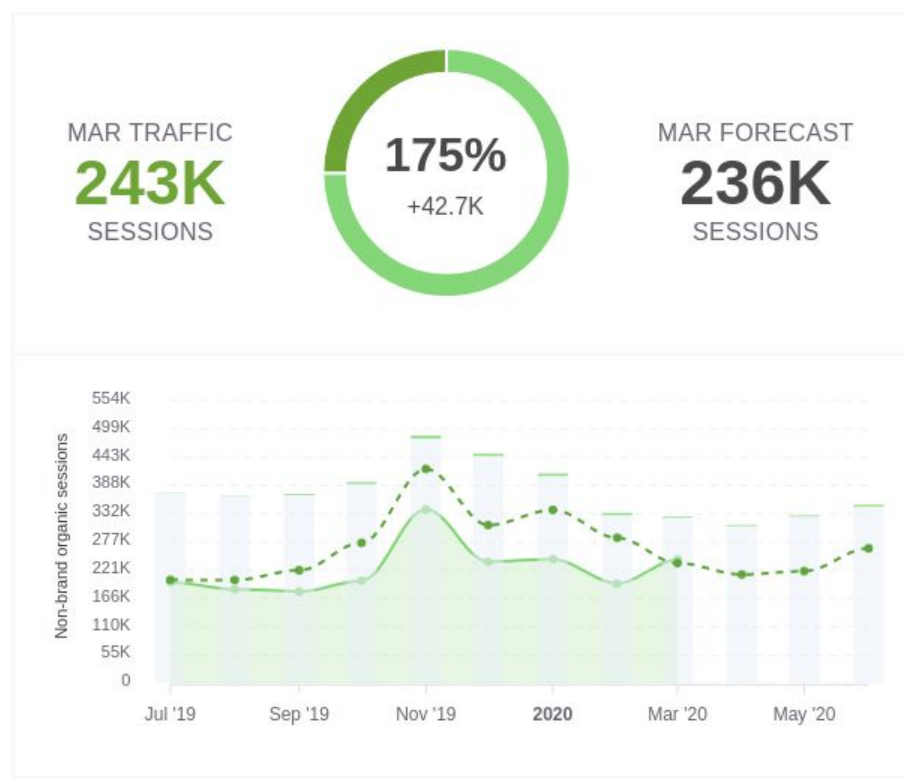 MAR TRAFFIC
243K
SESSIONS
175%
+42.7K
MAR FORECAST
236K
SESSIONS
Non-brand organic sessions
554K
499K
443K
388K
332K
277K
221K
166K
110K
55K
0
Jul '19
Sep '19
Nov '19
2020
Mar '20
May '20